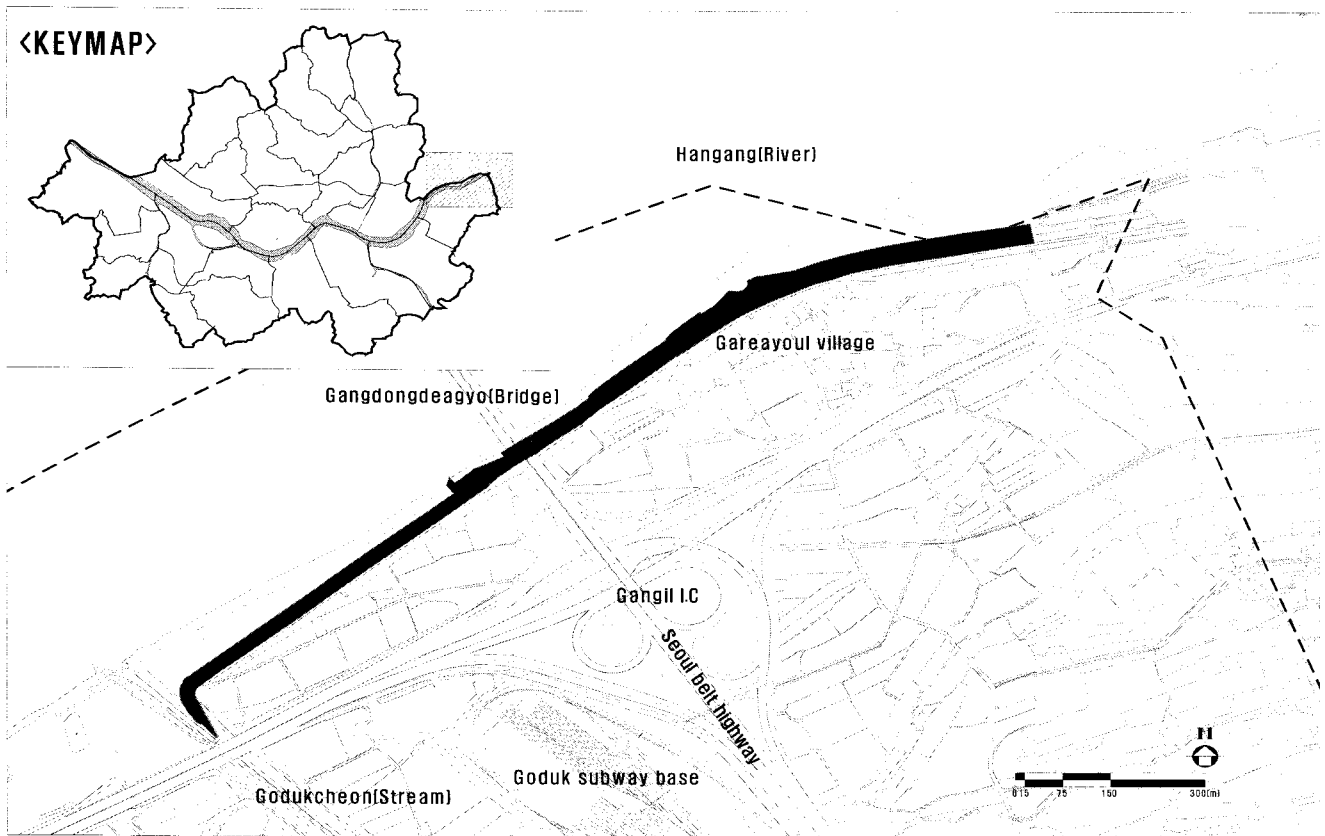 <KEYMAP>
Hangang(River)
Gareayoul village
Gangdongdeagyo(Bridge)
Gangil I.C
Seoul belt highway
Goduk subway base
Godukcheon(Stream)
N
0 15 75 150 300(m)